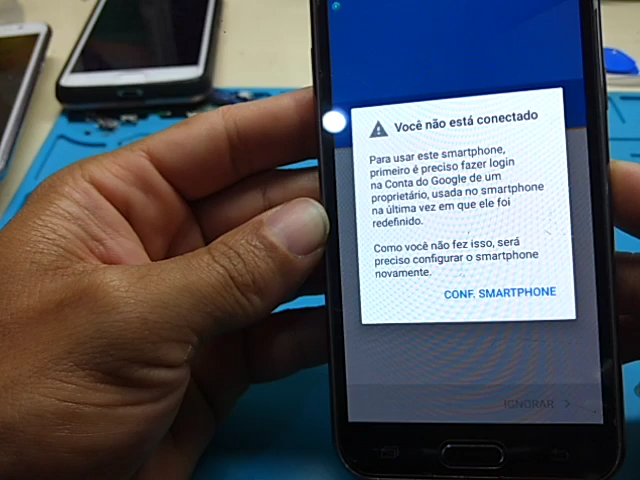 Você não está conectado
Para usar este smartphone,
primeiro é preciso fazer login
na Conta do Google de um
proprietário, usada no smartphone
na última vez em que ele foi
redefinido.
Como você não fez isso, será
preciso configurar o smartphone
novamente.
CONF. SMARTPHONE
IGNORAR >